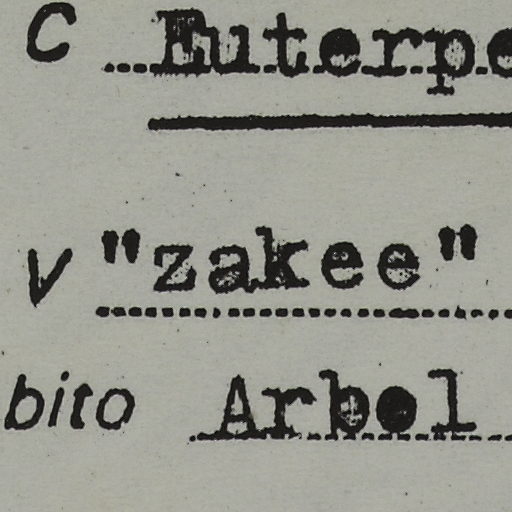 C Euterpe
V "zakee"
bito Arbol